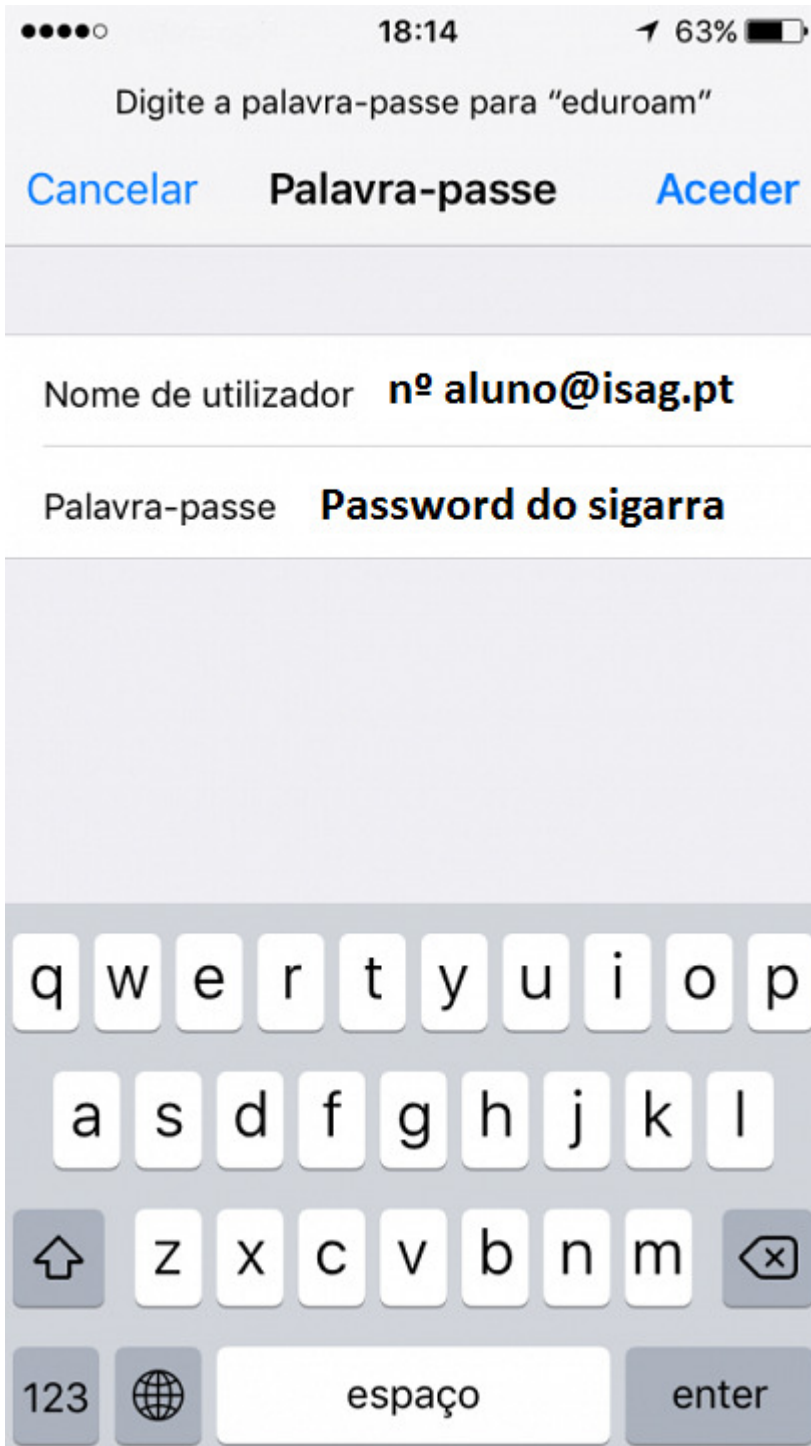 18:14 63%
Digite a palavra-passe para “eduroam”
Cancelar Palavra-passe Aceder
Nome de utilizador nº aluno@isag.pt
Palavra-passe Password do sigarra
q w e r t y u i o p
a s d f g h j k l
z x c v b n m
123 espaço enter